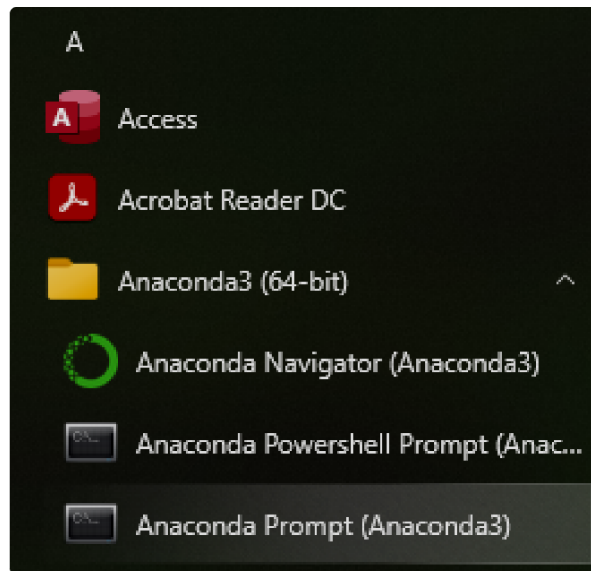 A
A
Access
Acrobat Reader DC
Anaconda3 (64-bit)
Anaconda Navigator (Anaconda3)
C:\...
Anaconda Powershell Prompt (Anac...
C:\...
Anaconda Prompt (Anaconda3)